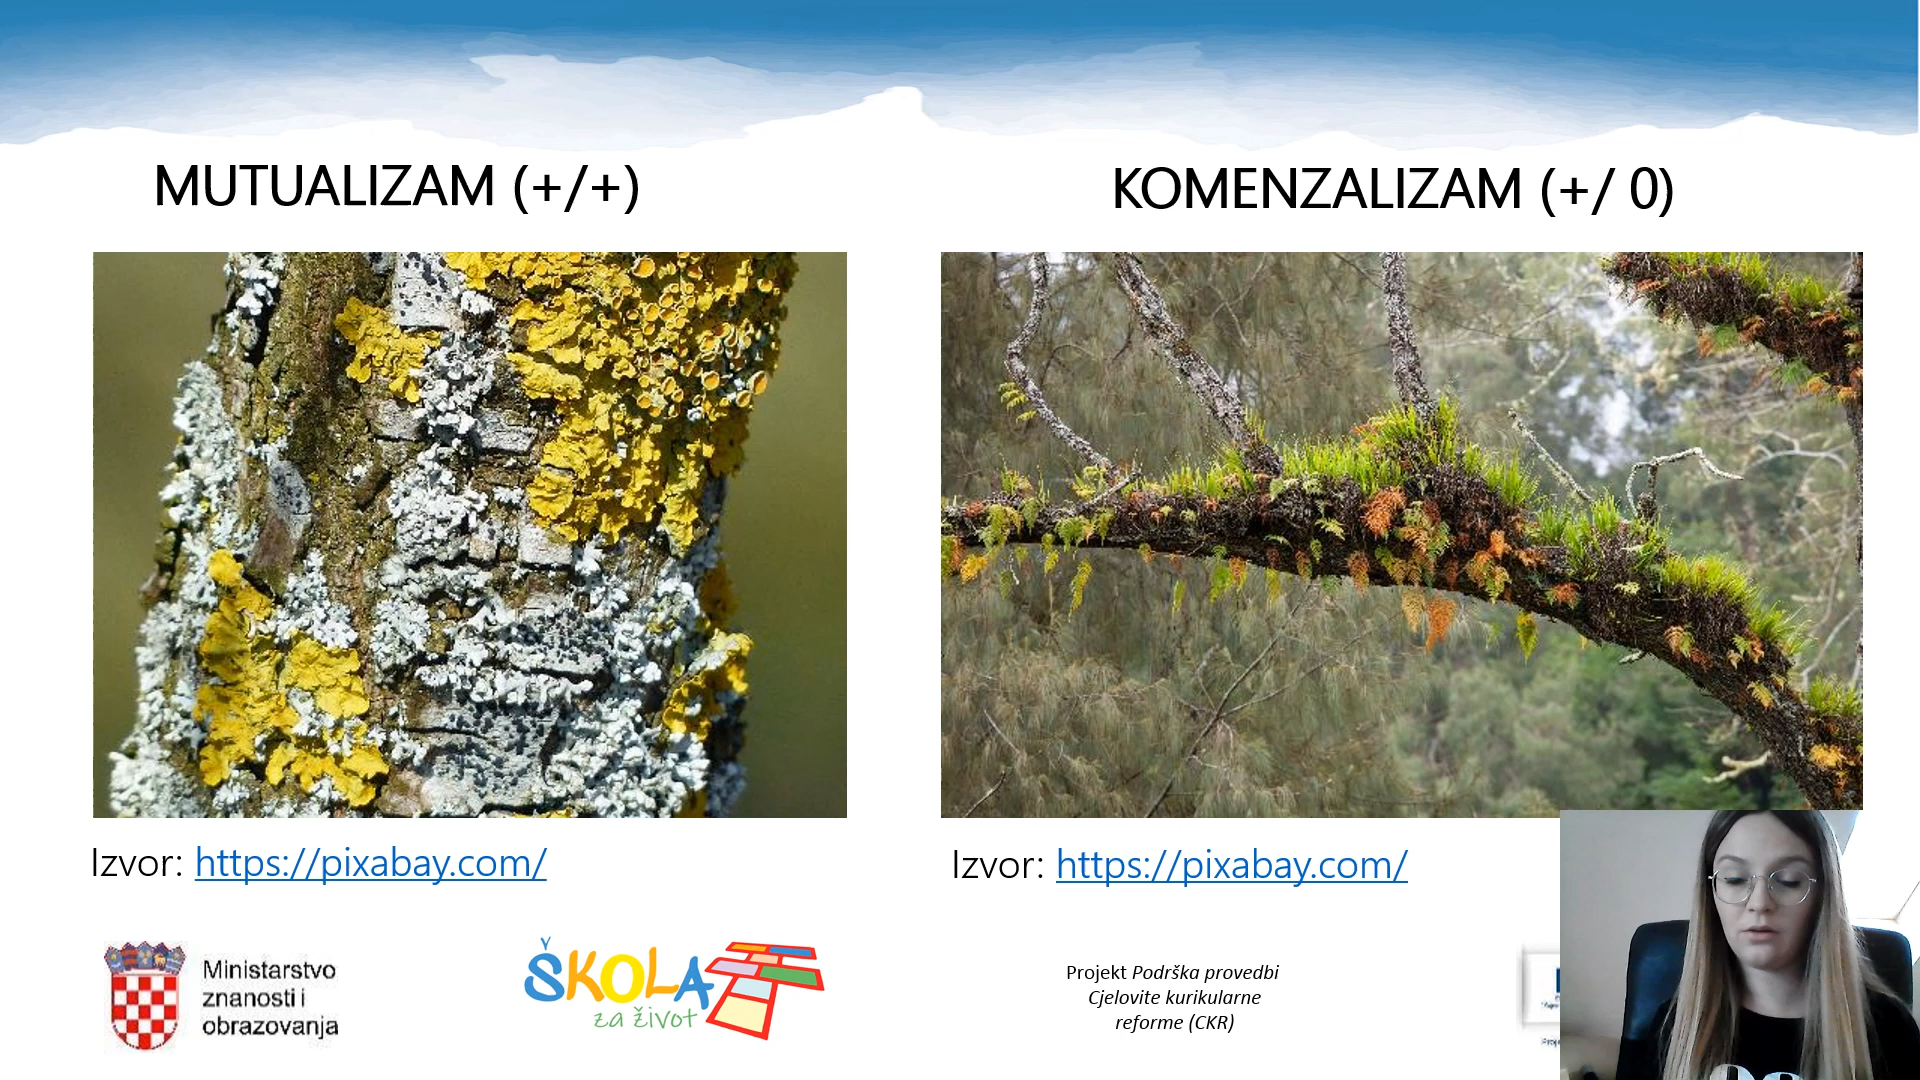 MUTUALIZAM (+/+)
KOMENZALIZAM (+/ 0)
Izvor: https://pixabay.com/
Izvor: https://pixabay.com/
Ministarstvo
znanosti i
obrazovanja
ŠKOLA
za život
Projekt Podrška provedbi
Cjelovite kurikularne
reforme (CKR)